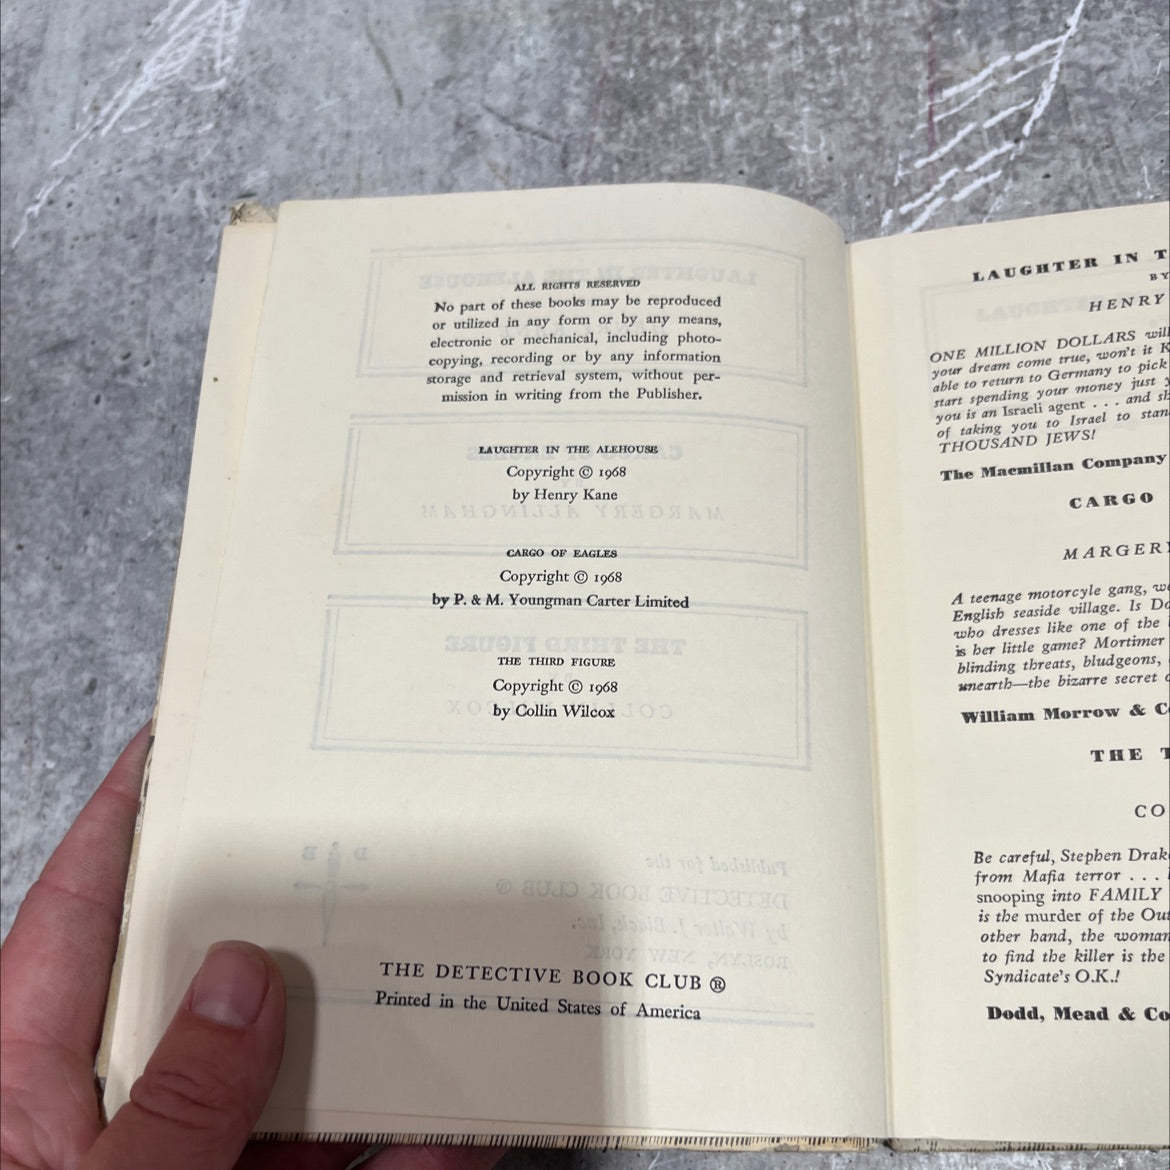 ALL RIGHTS RESERVED
No part of these books may be reproduced
or utilized in any form or by any means,
electronic or mechanical, including photo-
copying, recording or by any information
storage and retrieval system, without per-
mission in writing from the Publisher.
LAUGHTER IN THE ALEHOUSE
Copyright © 1968
by Henry Kane
CARGO OF EAGLES
Copyright © 1968
by P. & M. Youngman Carter Limited
THE THIRD FIGURE
Copyright © 1968
by Collin Wilcox
THE DETECTIVE BOOK CLUB ®
Printed in the United States of America
LAUGHTER IN T
BY
HENRY
ONE MILLION DOLLARS will
your dream come true, won't it K
able to return to Germany to pick
start spending your money just y
you is an Israeli agent . . . and sh
of taking you to Israel to stan
THOUSAND JEWS!
The Macmillan Company
CARGO
MARGERY
A teenage motorcyle gang, we
English seaside village. Is Do
who dresses like one of the
is her little game? Mortimer
blinding threats, bludgeons,
unearth—the bizarre secret o
William Morrow & C
THE T
CO
Be careful, Stephen Drake
from Mafia terror . . .
snooping into FAMILY
is the murder of the Out
other hand, the woman
to find the killer is the
Syndicate's O.K.!
Dodd, Mead & Co